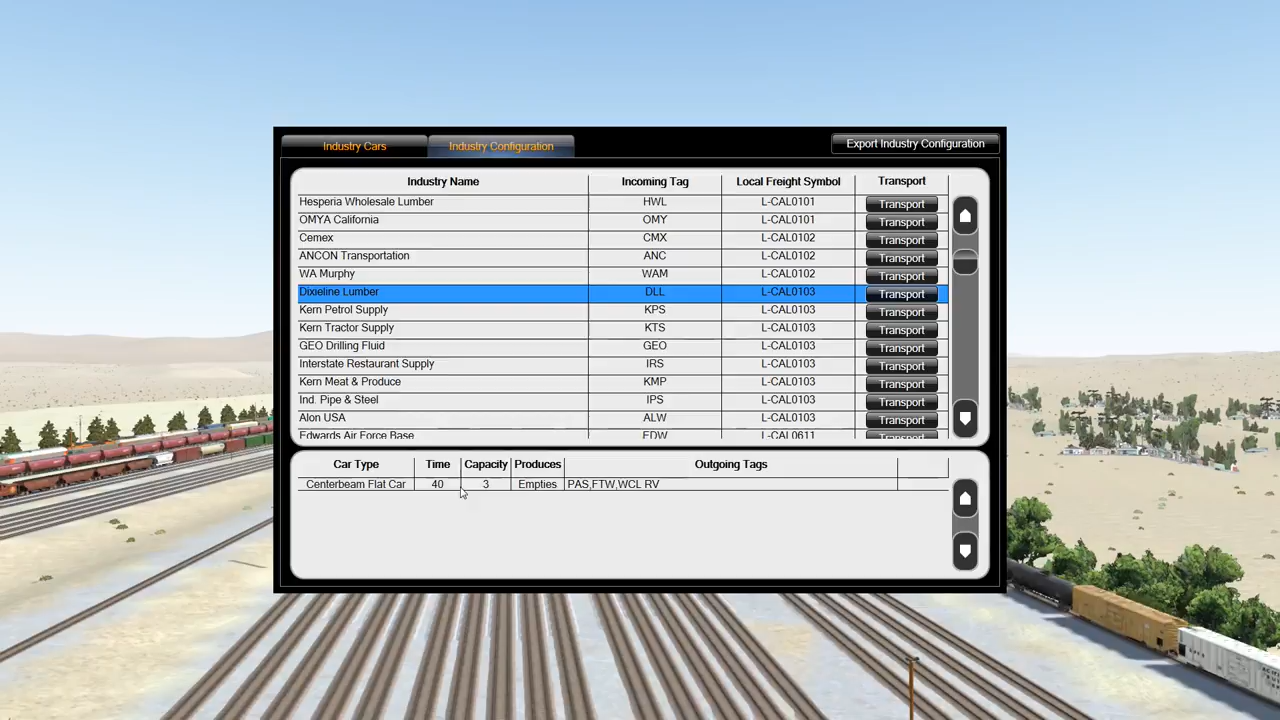 Industry Cars Industry Configuration Export Industry Configuration
Industry Name Incoming Tag Local Freight Symbol Transport
Hesperia Wholesale Lumber HWL L-CAL0101 Transport
OMYA California OMY L-CAL0101 Transport
Cemex CMX L-CAL0102 Transport
ANCON Transportation ANC L-CAL0102 Transport
WA Murphy WAM L-CAL0102 Transport
Dixieline Lumber DLL L-CAL0103 Transport
Kern Petrol Supply KPS L-CAL0103 Transport
Kern Tractor Supply KTS L-CAL0103 Transport
GEO Drilling Fluid GEO L-CAL0103 Transport
Interstate Restaurant Supply IRS L-CAL0103 Transport
Kern Meat & Produce KMP L-CAL0103 Transport
Ind. Pipe & Steel IPS L-CAL0103 Transport
Alon USA ALW L-CAL0103 Transport
Edwards Air Force Base EDW L-CAL0611 Transport
Car Type Time Capacity Produces Outgoing Tags
Centerbeam Flat Car 40 3 Empties PAS,FTW,WCL RV